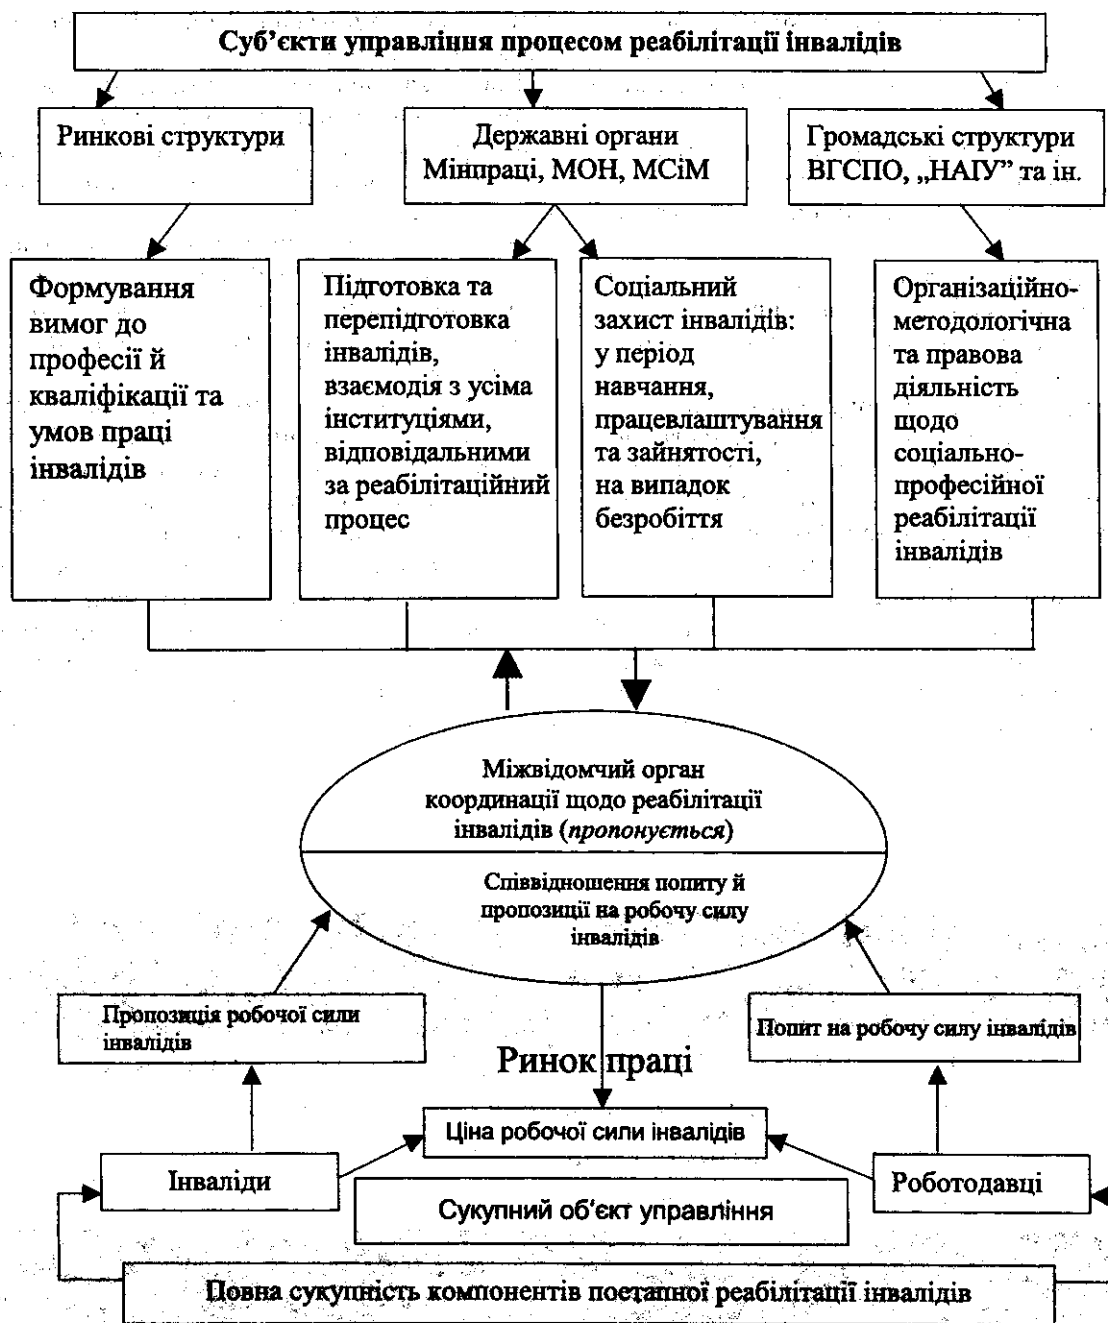 Суб’єкти управління процесом реабілітації інвалідів
Ринкові структури
Державні органи
Мінпраці, МОН, МСіМ
Громадські структури
ВГСПО, „НАІУ” та ін.
Формування
вимог до
професії й
кваліфікації та
умов праці
інвалідів
Підготовка та
перепідготовка
інвалідів,
взаємодія з усіма
інституціями,
відповідальними
за реабілітаційний
процес
Соціальний
захист інвалідів:
у період
навчання,
працевлаштування
та зайнятості,
на випадок
безробіття
Організаційно-
методологічна
та правова
діяльність
щодо
соціально-
професійної
реабілітації
інвалідів
Міжвідомчий орган
координації щодо реабілітації
інвалідів (пропонується)
Співвідношення попиту й
пропозиції на робочу силу
інвалідів
Пропозиція робочої сили
інвалідів
Попит на робочу силу інвалідів
Ринок праці
Ціна робочої сили інвалідів
Інваліди
Роботодавці
Сукупний об‘єкт управління
Повна сукупність компонентів поетапної реабілітації інвалідів